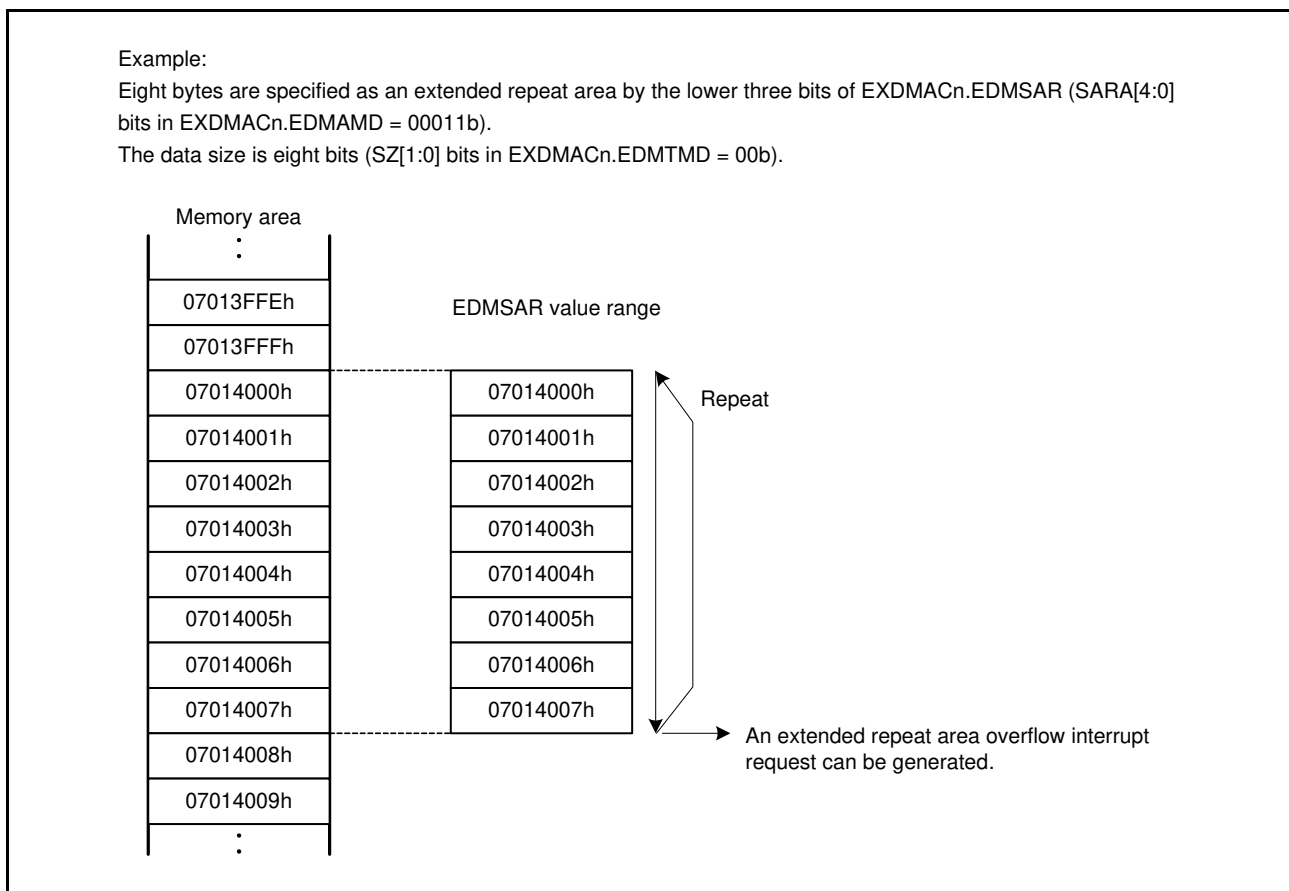 Example:
Eight bytes are specified as an extended repeat area by the lower three bits of EXDMACn.EDMSAR (SARA[4:0]
bits in EXDMACn.EDMAMD = 00011b).
The data size is eight bits (SZ[1:0] bits in EXDMACn.EDMTMD = 00b).
Memory area
07013FFEh
EDMSAR value range
07013FFFh
07014000h 07014000h
Repeat
07014001h 07014001h
07014002h 07014002h
07014003h 07014003h
07014004h 07014004h
07014005h 07014005h
07014006h 07014006h
07014007h 07014007h
An extended repeat area overflow interrupt
request can be generated.
07014008h
07014009h